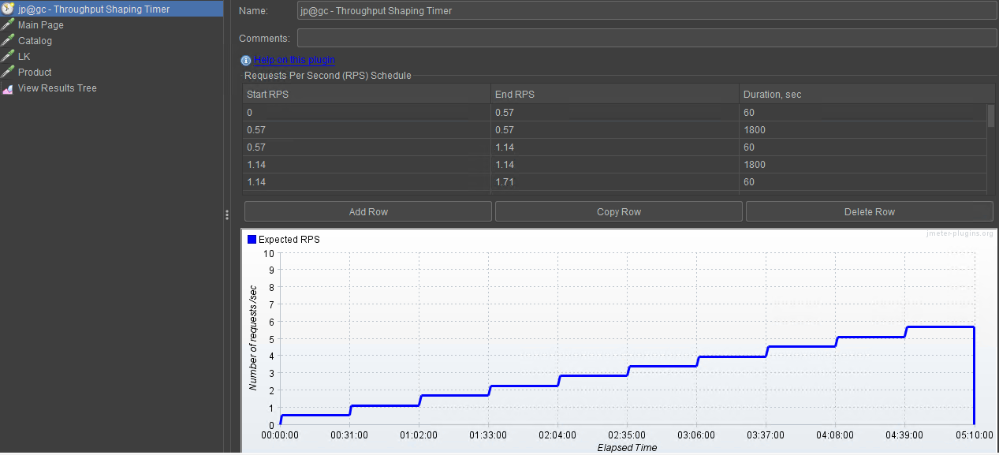 jp@gc - Throughput Shaping Timer
Main Page
Catalog
LK
Product
View Results Tree
Name: jp@gc - Throughput Shaping Timer
Comments:
Help on this plugin
Requests Per Second (RPS) Schedule
Start RPS End RPS Duration, sec
0 0.57 60
0.57 0.57 1800
0.57 1.14 60
1.14 1.14 1800
1.14 1.71 60
Add Row Copy Row Delete Row
jmeter-plugins.org
Expected RPS
Number of requests /sec
10
9
8
7
6
5
4
3
2
1
0
00:00:00 00:31:00 01:02:00 01:33:00 02:04:00 02:35:00 03:06:00 03:37:00 04:08:00 04:39:00 05:10:00
Elapsed Time